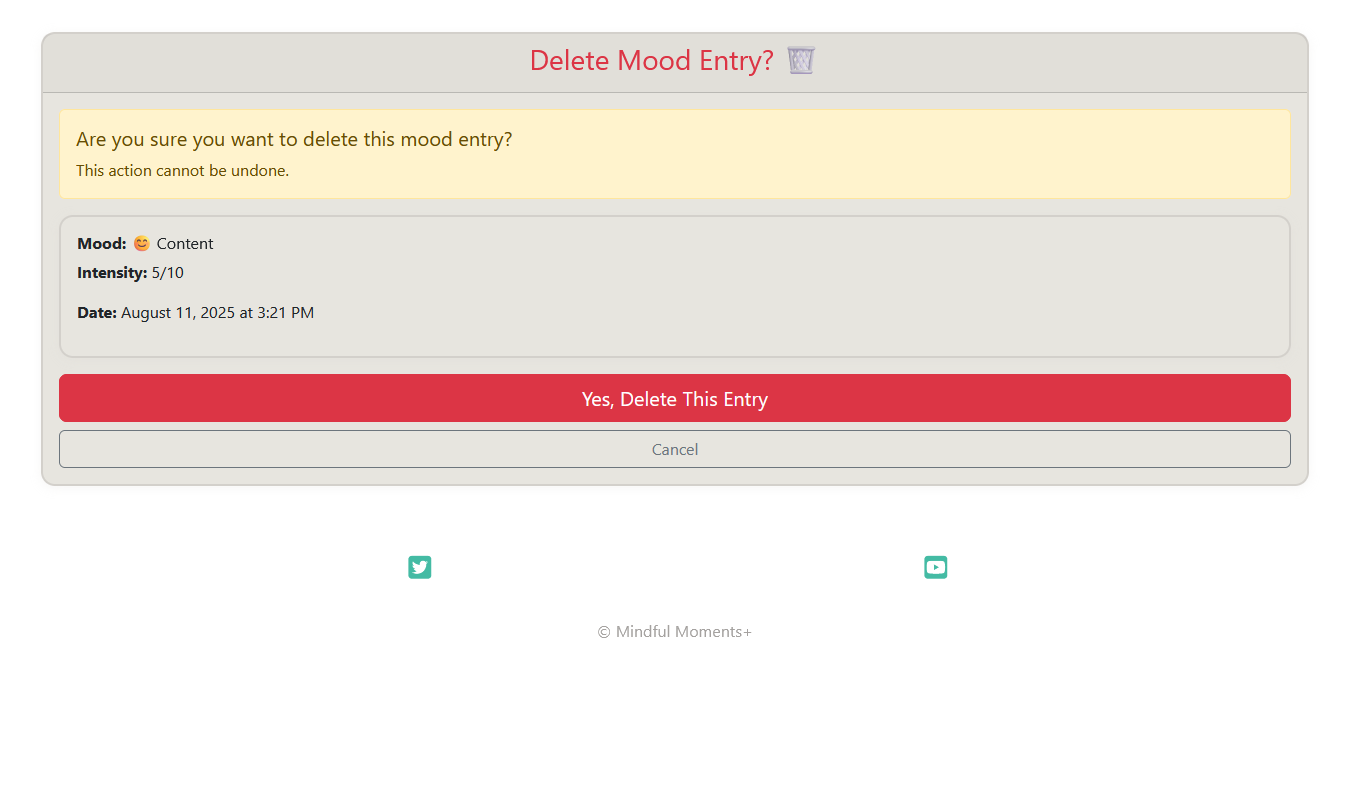 Delete Mood Entry? 🗑️
Are you sure you want to delete this mood entry?
This action cannot be undone.
Mood: 😊 Content
Intensity: 5/10
Date: August 11, 2025 at 3:21 PM
Yes, Delete This Entry
Cancel
© Mindful Moments+